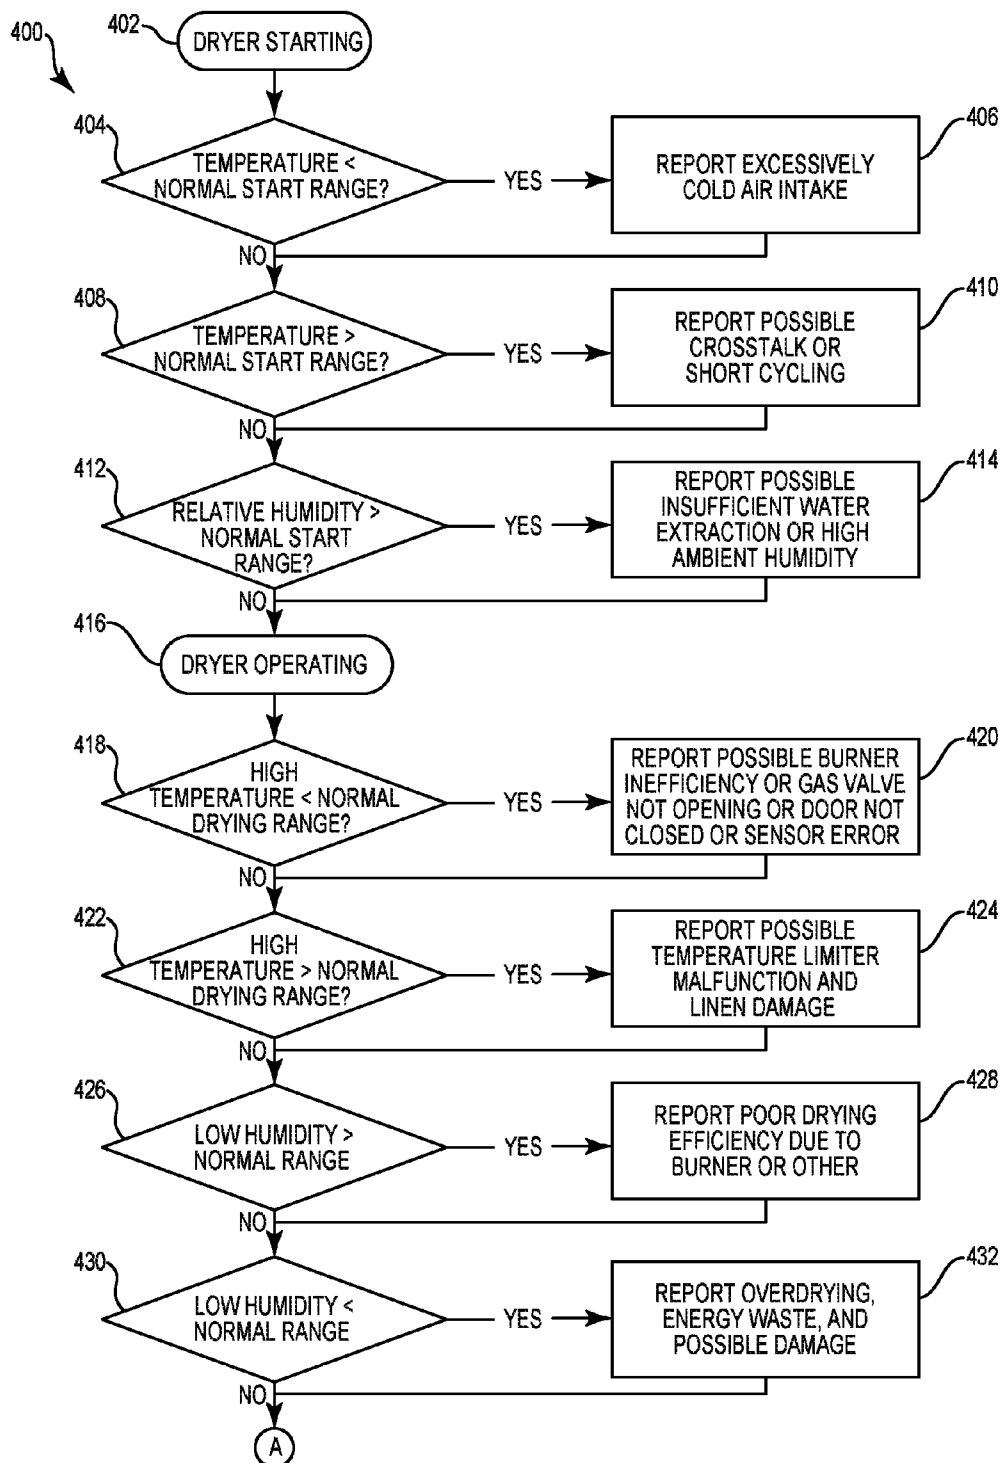 400
402
DRYER STARTING
404
TEMPERATURE <
NORMAL START RANGE?
YES
406
REPORT EXCESSIVELY
COLD AIR INTAKE
NO
408
TEMPERATURE >
NORMAL START RANGE?
YES
410
REPORT POSSIBLE
CROSSTALK OR
SHORT CYCLING
NO
412
RELATIVE HUMIDITY >
NORMAL START
RANGE?
YES
414
REPORT POSSIBLE
INSUFFICIENT WATER
EXTRACTION OR HIGH
AMBIENT HUMIDITY
NO
416
DRYER OPERATING
418
HIGH
TEMPERATURE < NORMAL
DRYING RANGE?
YES
420
REPORT POSSIBLE BURNER
INEFFICIENCY OR GAS VALVE
NOT OPENING OR DOOR NOT
CLOSED OR SENSOR ERROR
NO
422
HIGH
TEMPERATURE > NORMAL
DRYING RANGE?
YES
424
REPORT POSSIBLE
TEMPERATURE LIMITER
MALFUNCTION AND
LINEN DAMAGE
NO
426
LOW HUMIDITY >
NORMAL RANGE
YES
428
REPORT POOR DRYING
EFFICIENCY DUE TO
BURNER OR OTHER
NO
430
LOW HUMIDITY <
NORMAL RANGE
YES
432
REPORT OVERDRYING,
ENERGY WASTE, AND
POSSIBLE DAMAGE
NO
A